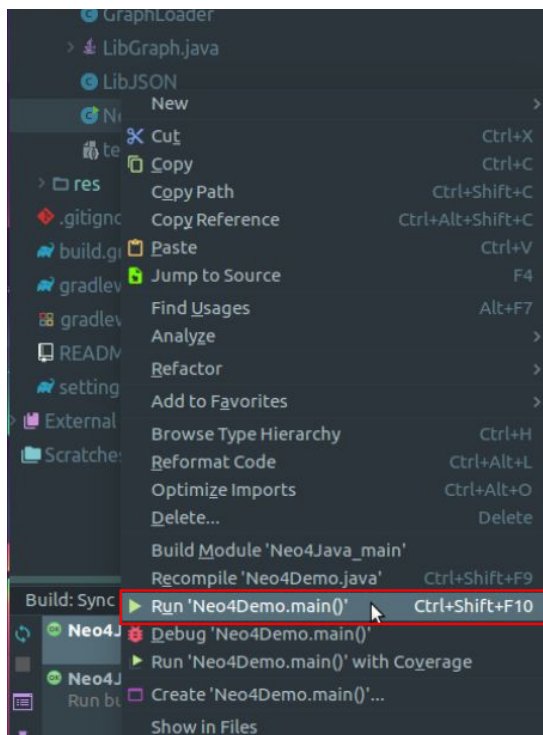 GraphLoader
LibGraph.java
LibJSON
New
Cut Ctrl+X
Copy Ctrl+C
res
Copy Path Ctrl+Shift+C
Copy Reference Ctrl+Alt+Shift+C
Paste Ctrl+V
Jump to Source F4
Find Usages Alt+F7
Analyze
Refactor
Add to Favorites
External
Browse Type Hierarchy Ctrl+H
Reformat Code Ctrl+Alt+L
Optimize Imports Ctrl+Alt+O
Delete... Delete
Build Module 'Neo4Java_main'
Recompile 'Neo4Demo.java' Ctrl+Shift+F9
Build: Sync
Run 'Neo4Demo.main()' Ctrl+Shift+F10
Debug 'Neo4Demo.main()'
Run 'Neo4Demo.main()' with Coverage
Create 'Neo4Demo.main()'...
Show in Files